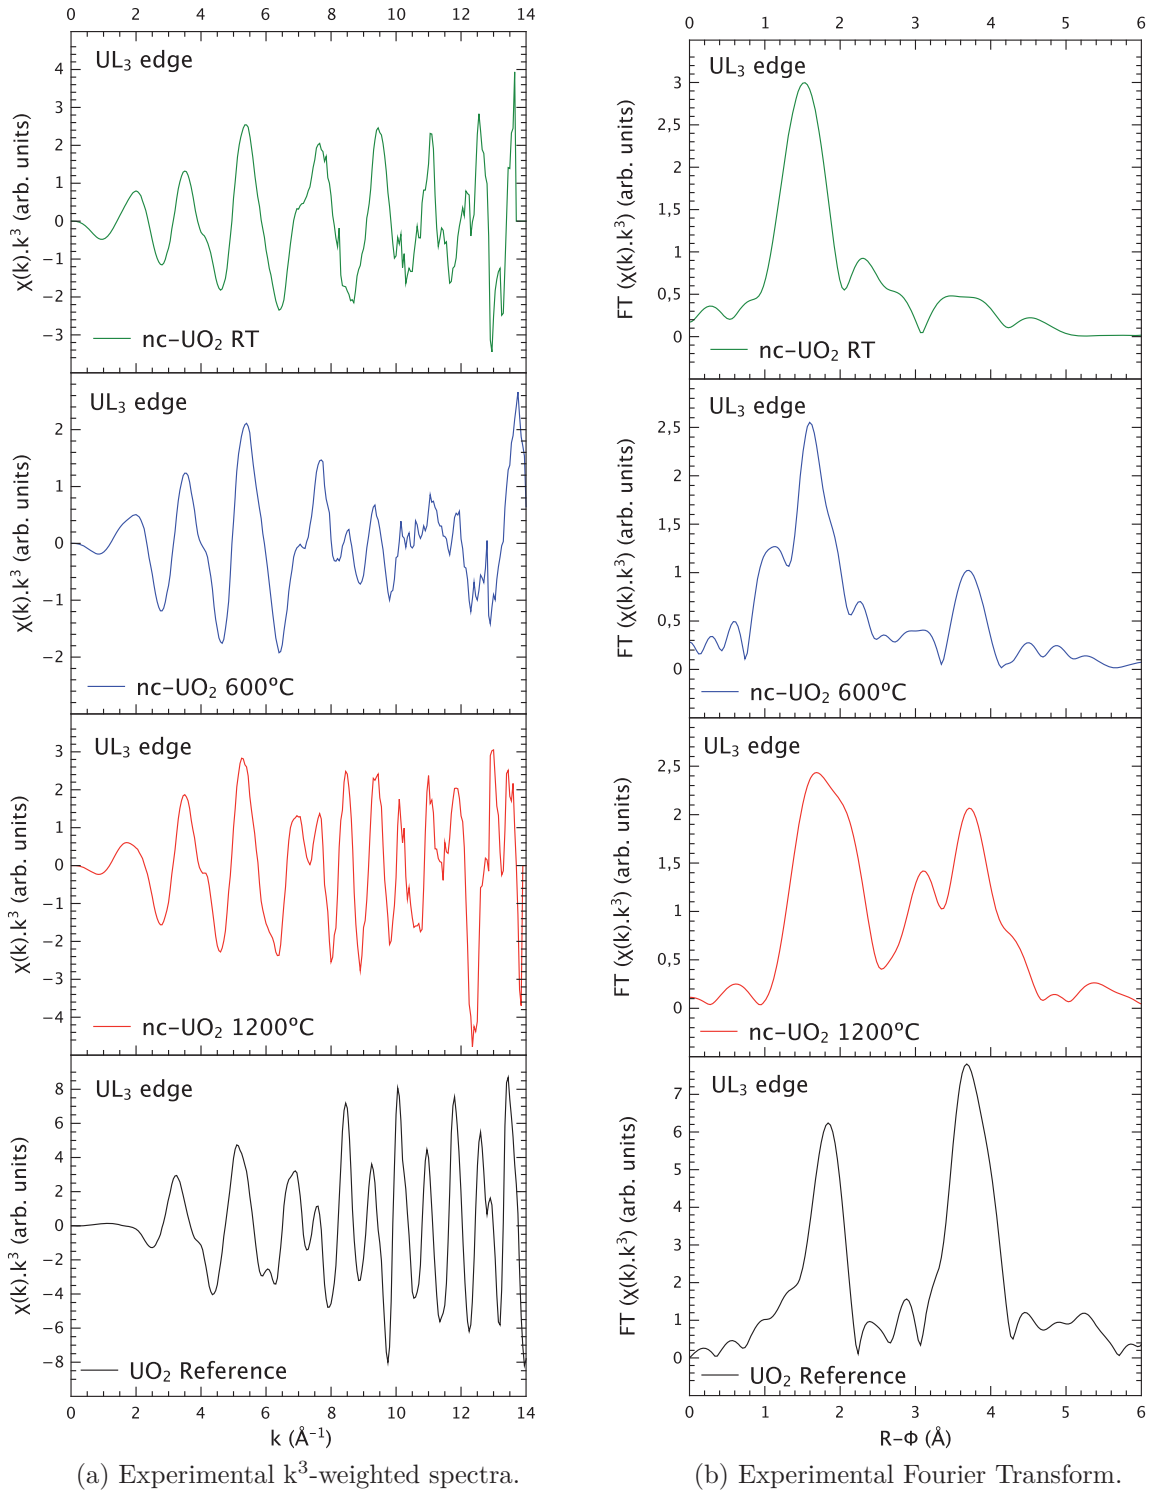 0 2 4 6 8 10 12 14
UL3 edge
4
3
2
1
0
−1
−2
−3
χ(k).k3 (arb. units)
nc−UO2 RT
UL3 edge
2
1
0
−1
−2
χ(k).k3 (arb. units)
nc−UO2 600ºC
UL3 edge
3
2
1
0
−1
−2
−3
−4
χ(k).k3 (arb. units)
nc−UO2 1200ºC
UL3 edge
8
6
4
2
0
−2
−4
−6
−8
χ(k).k3 (arb. units)
UO2 Reference
0 2 4 6 8 10 12 14
k (Å−1)
(a) Experimental k3-weighted spectra.
0 1 2 3 4 5 6
UL3 edge
3
2,5
2
1,5
1
0,5
0
FT (χ(k).k3) (arb. units)
nc−UO2 RT
UL3 edge
2,5
2
1,5
1
0,5
0
FT (χ(k).k3) (arb. units)
nc−UO2 600ºC
UL3 edge
2,5
2
1,5
1
0,5
0
FT (χ(k).k3) (arb. units)
nc−UO2 1200ºC
UL3 edge
7
6
5
4
3
2
1
0
FT (χ(k).k3) (arb. units)
UO2 Reference
0 1 2 3 4 5 6
R−Φ (Å)
(b) Experimental Fourier Transform.